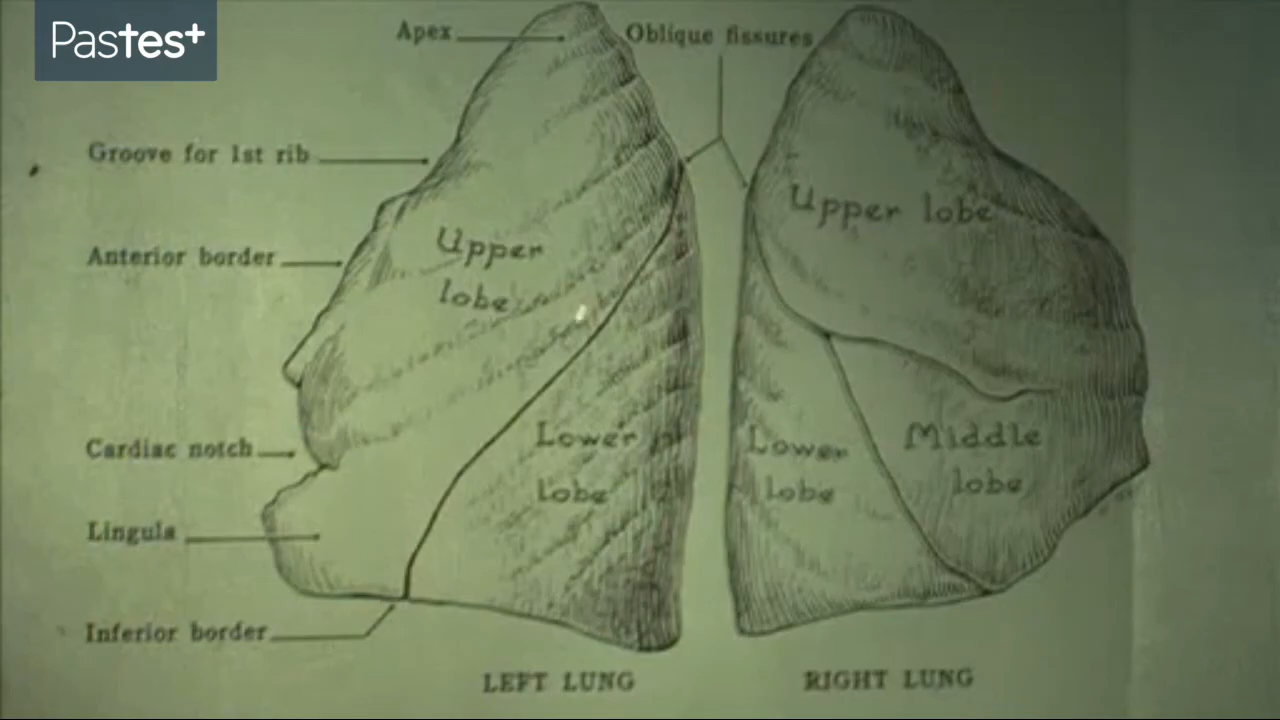 Pastest+
Apex
Oblique fissures
Groove for 1st rib
Upper lobe
Upper
lobe
Anterior border
Lower
Lobe
Lower
lobe
Middle
lobe
Cardiac notch
Lingula
Inferior border
LEFT LUNG
RIGHT LUNG